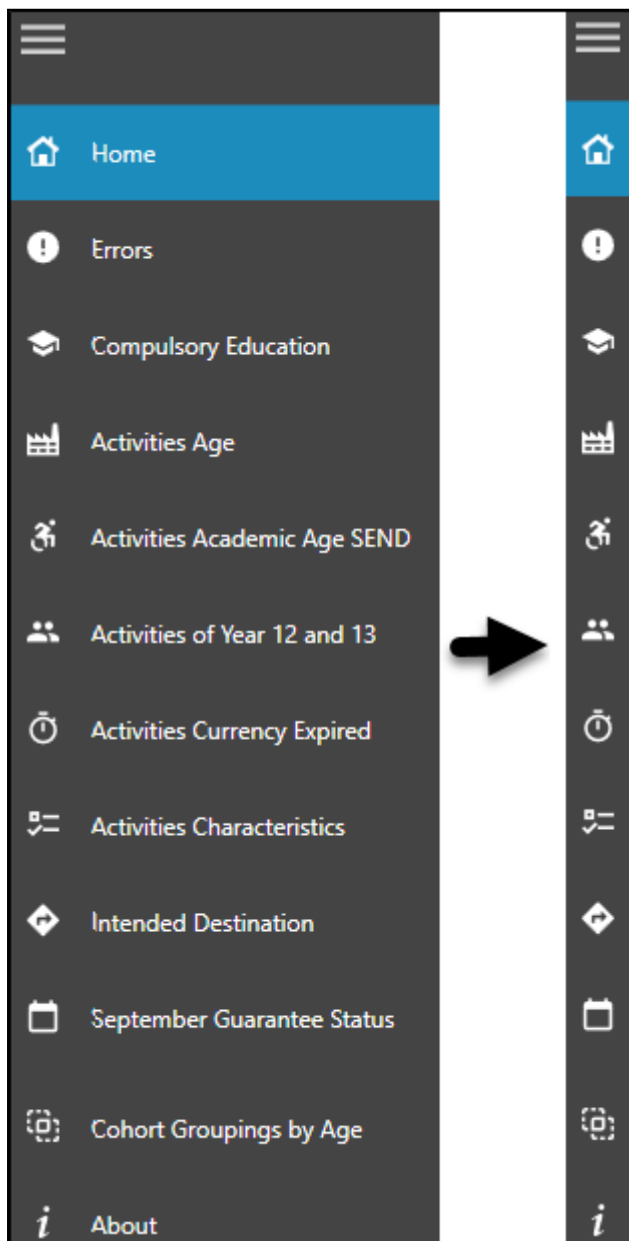 Home
Errors
Compulsory Education
Activities Age
Activities Academic Age SEND
Activities of Year 12 and 13
Activities Currency Expired
Activities Characteristics
Intended Destination
September Guarantee Status
Cohort Groupings by Age
About